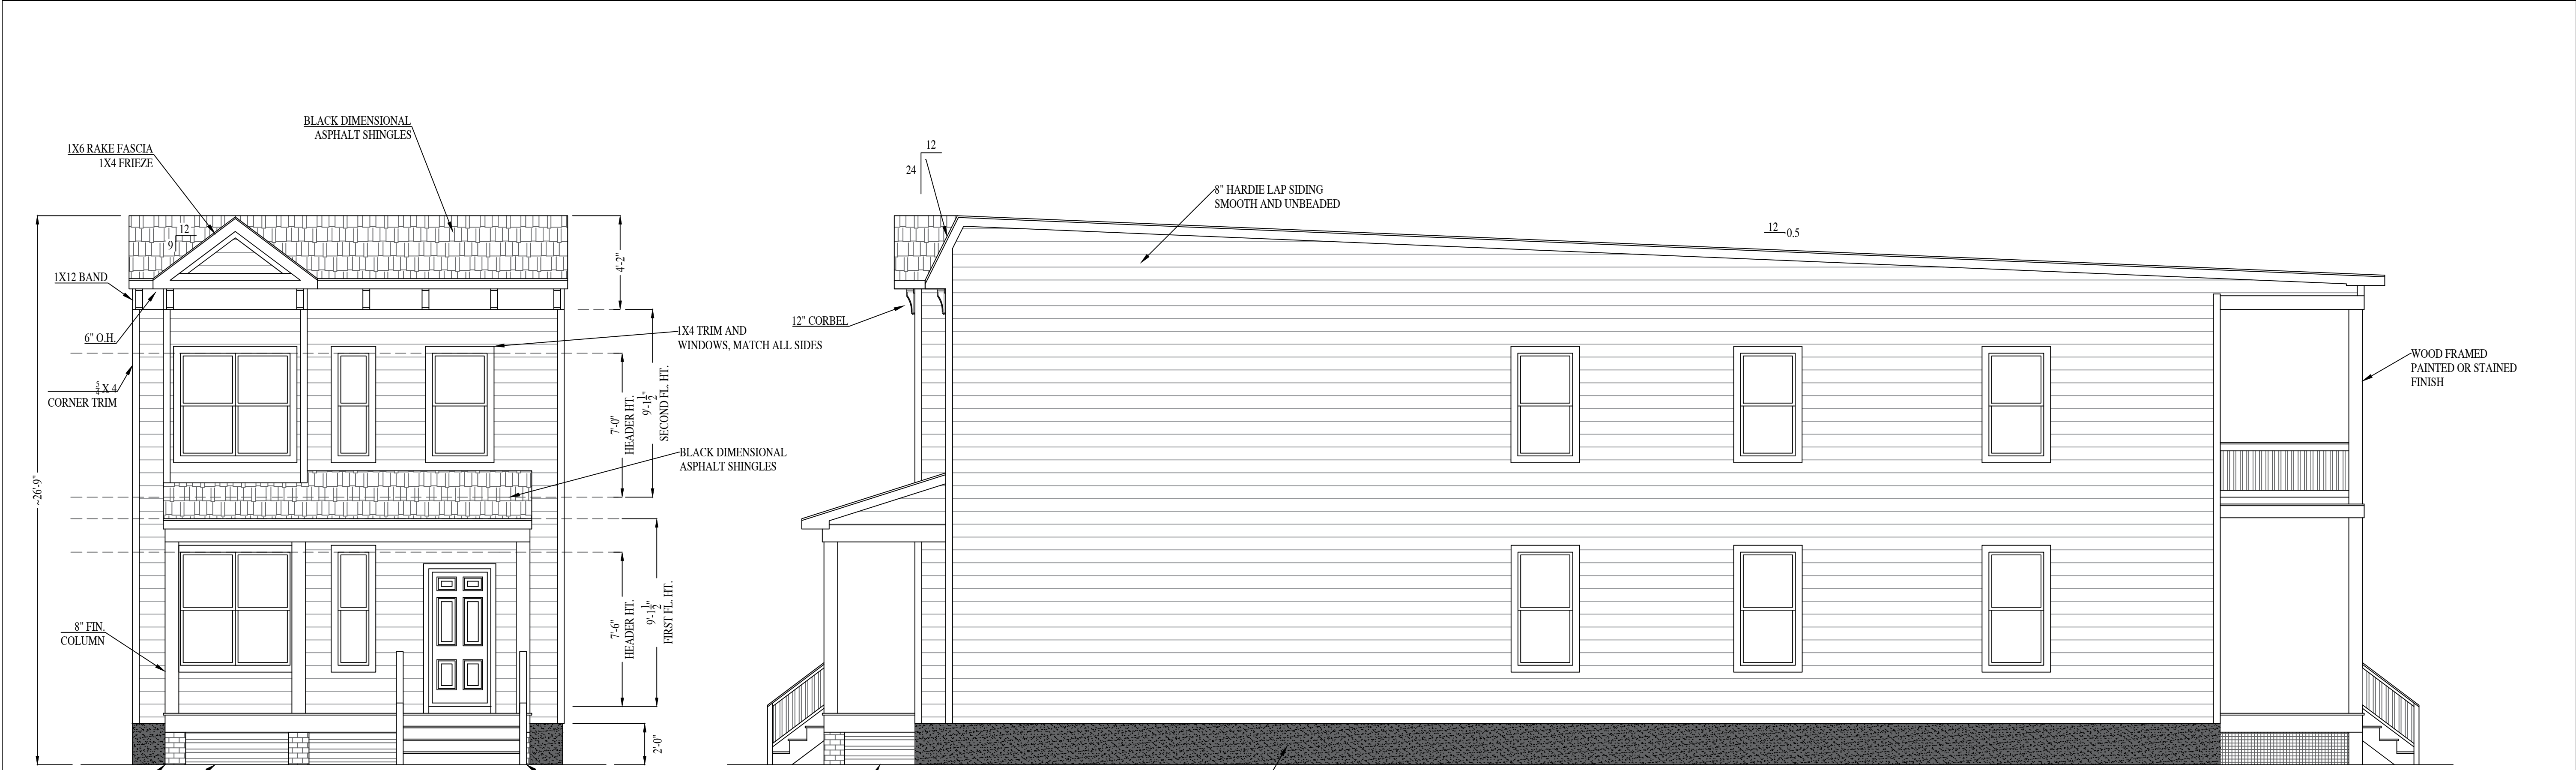 BLACK DIMENSIONAL
ASPHALT SHINGLES
1X6 RAKE FASCIA
1X4 FRIEZE
12
9
1X12 BAND
6" O.H.
5/4 X 4
CORNER TRIM
~26'-9"
8" FIN.
COLUMN
4'-2"
1X4 TRIM AND
WINDOWS, MATCH ALL SIDES
7'-0"
HEADER HT.
9'-1 1/2"
SECOND FL. HT.
BLACK DIMENSIONAL
ASPHALT SHINGLES
7'-6"
HEADER HT.
9'-1 1/2"
FIRST FL. HT.
2'-0"
12
24
8" HARDIE LAP SIDING
SMOOTH AND UNBEADED
12
0.5
12" CORBEL
WOOD FRAMED
PAINTED OR STAINED
FINISH